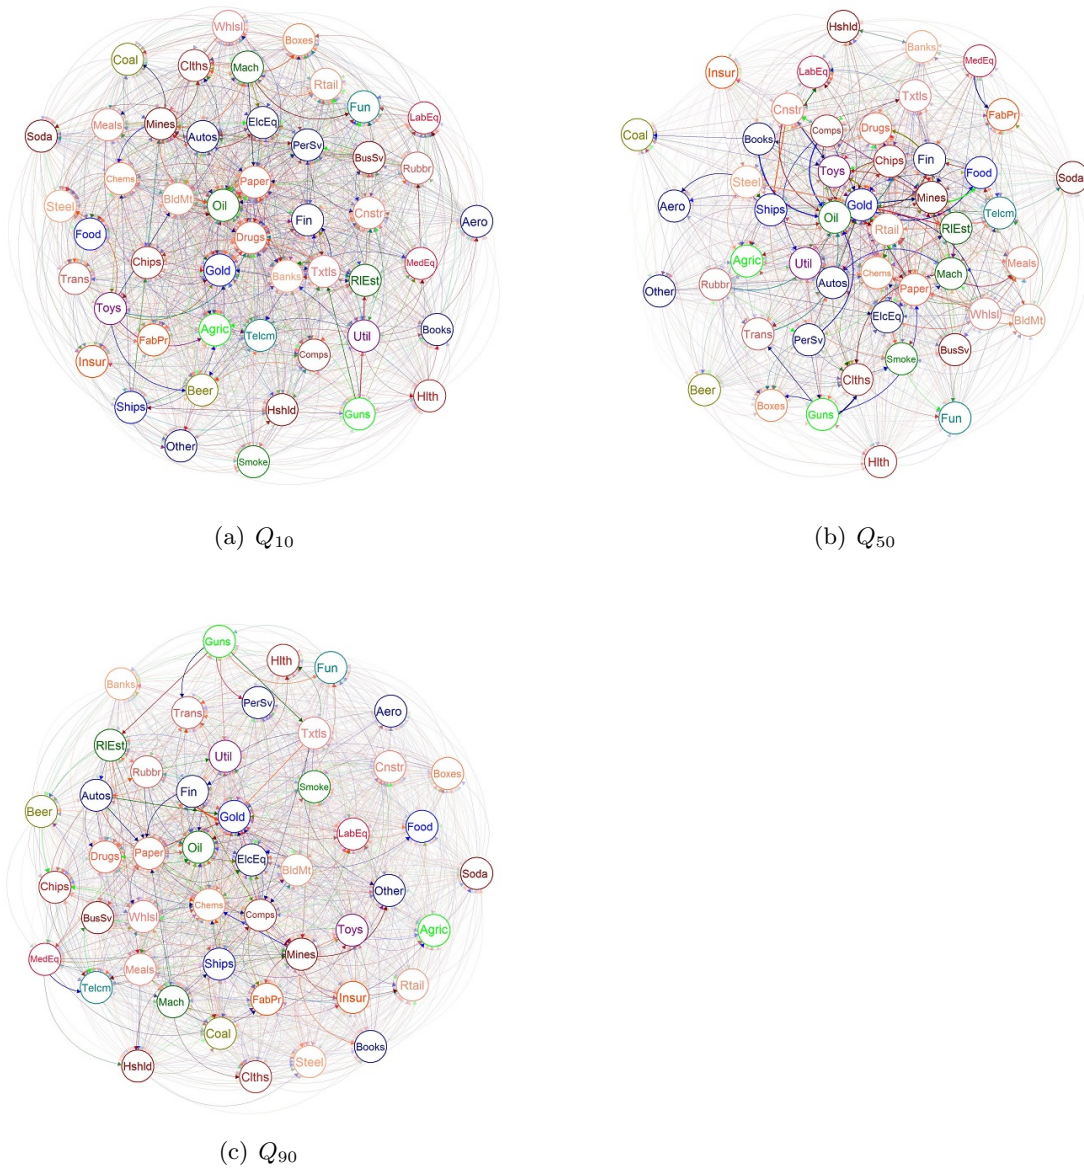 Whlsl
Boxes
Coal
Clths
Mach
Rtail
Fun
LabEq
Soda
Meals
Mines
Autos
ElcEq
PerSv
BusSv
Rubbr
Chems
Paper
Steel
BldMt
Oil
Fin
Cnstr
Aero
Food
Drugs
Chips
Gold
Banks
Txtls
RlEst
MedEq
Trans
Toys
Agric
Telcm
Util
Books
FabPr
Insur
Comps
Beer
Hlth
Ships
Hshld
Guns
Other
Smoke
(a) Q10
Hshld
Banks
MedEq
Insur
LabEq
Txtls
FabPr
Cnstr
Coal
Books
Comps
Drugs
Chips
Fin
Food
Soda
Steel
Toys
Mines
Aero
Ships
Oil
Gold
Telcm
Rtail
RlEst
Agric
Util
Chems
Mach
Meals
Other
Rubbr
Autos
Paper
Trans
PerSv
ElcEq
Whlsl
BldMt
Smoke
BusSv
Beer
Clths
Boxes
Guns
Fun
Hlth
(b) Q50
Guns
Hlth
Fun
Banks
Trans
PerSv
Aero
RlEst
Txtls
Util
Rubbr
Cnstr
Boxes
Smoke
Beer
Autos
Fin
Gold
LabEq
Food
Drugs
Paper
Oil
ElcEq
BldMt
Soda
Chips
Other
BusSv
Whlsl
Chems
Comps
Toys
Agric
MedEq
Meals
Ships
Mines
Telcm
Mach
FabPr
Insur
Rtail
Coal
Books
Hshld
Clths
Steel
(c) Q90